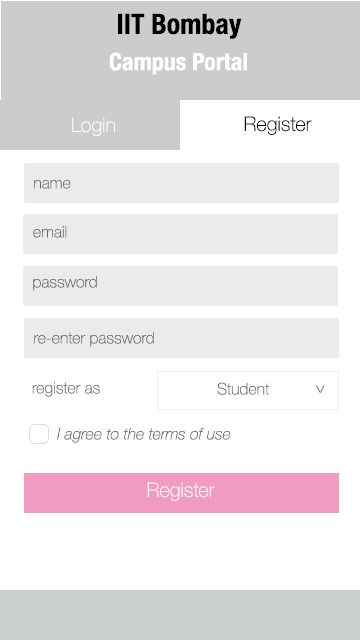 IIT Bombay
Campus Portal
Login Register
name
email
password
re-enter password
register as Student
I agree to the terms of use
Register